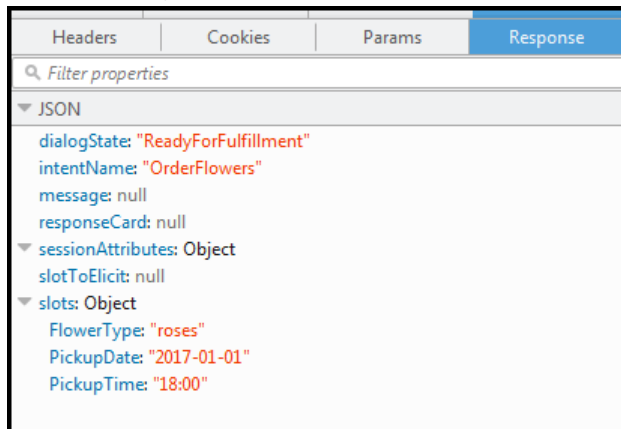 Headers Cookies Params Response
Filter properties
JSON
dialogState: "ReadyForFulfillment"
intentName: "OrderFlowers"
message: null
responseCard: null
sessionAttributes: Object
slotToElicit: null
slots: Object
FlowerType: "roses"
PickupDate: "2017-01-01"
PickupTime: "18:00"